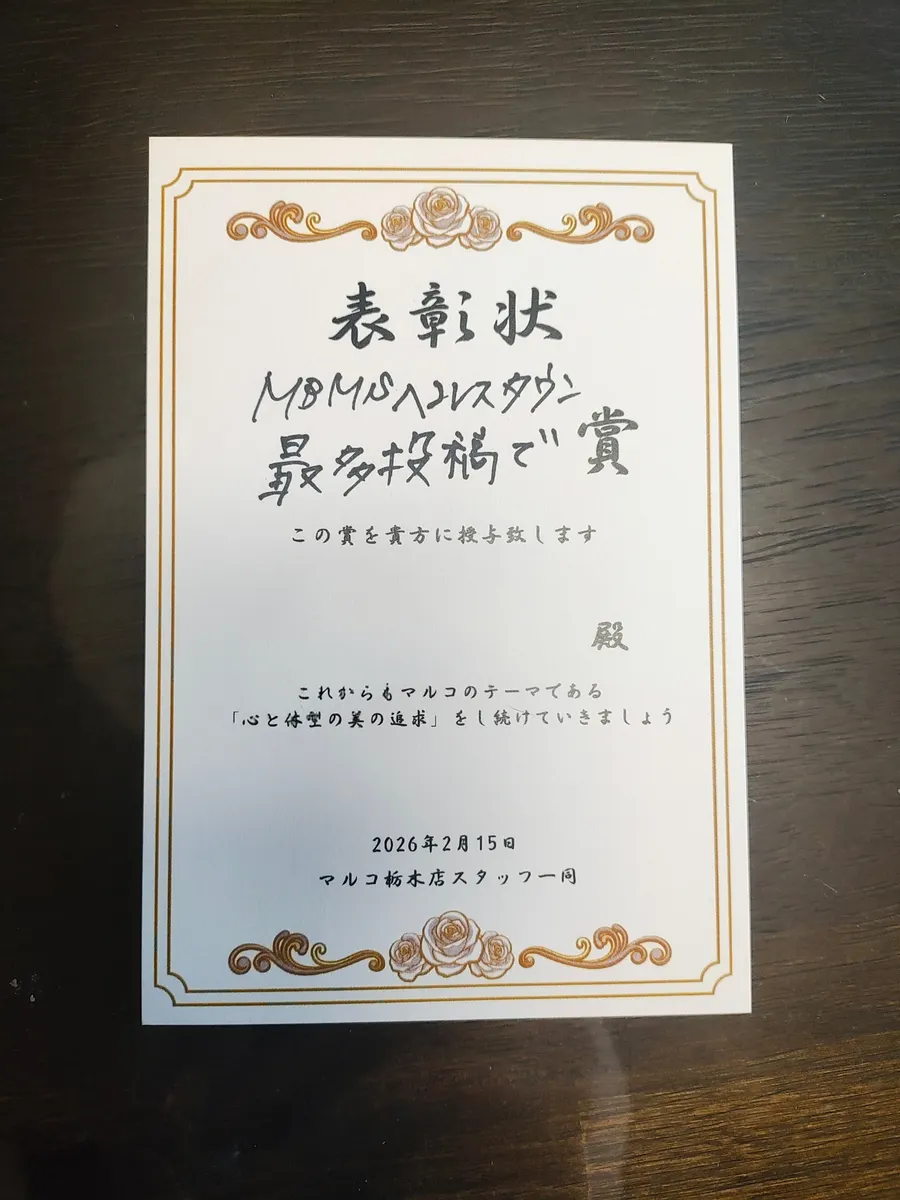 表彰状
MBMSヘルスタウン
最多投稿で賞
この賞を貴方に授与致します
殿
これからもマルコのテーマである
「心と体型の美の追求」をし続けていきましょう
2026年2月15日
マルコ栃木店スタッフ一同